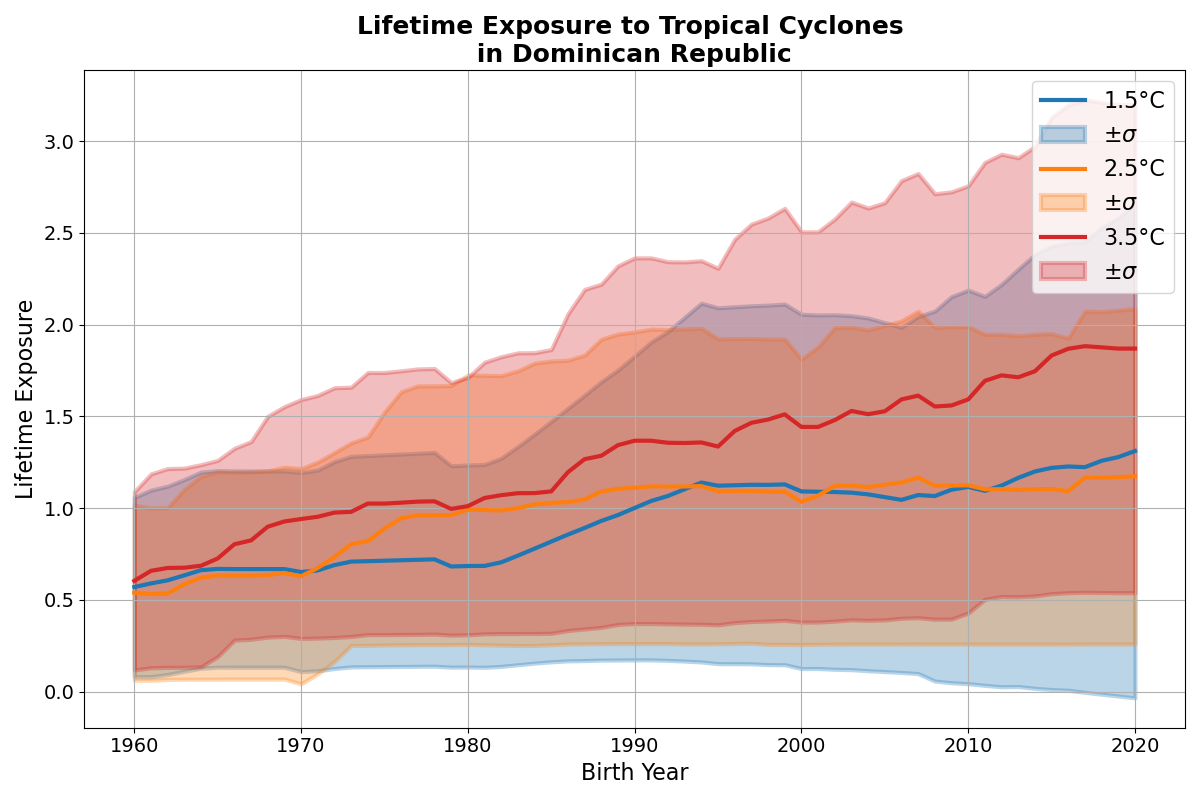 Lifetime Exposure to Tropical Cyclones
in Dominican Republic
1.5°C
±σ
2.5°C
±σ
3.5°C
±σ
Lifetime Exposure
3.0
2.5
2.0
1.5
1.0
0.5
0.0
1960 1970 1980 1990 2000 2010 2020
Birth Year